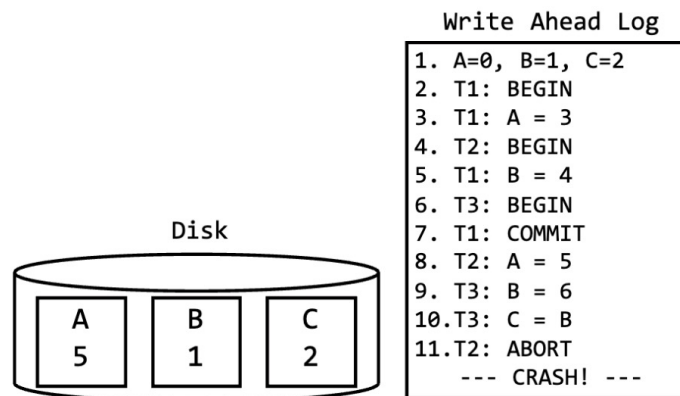 Write Ahead Log
1. A=0, B=1, C=2
2. T1: BEGIN
3. T1: A = 3
4. T2: BEGIN
5. T1: B = 4
6. T3: BEGIN
7. T1: COMMIT
8. T2: A = 5
9. T3: B = 6
10.T3: C = B
11.T2: ABORT
--- CRASH! ---
Disk
A B C
5 1 2